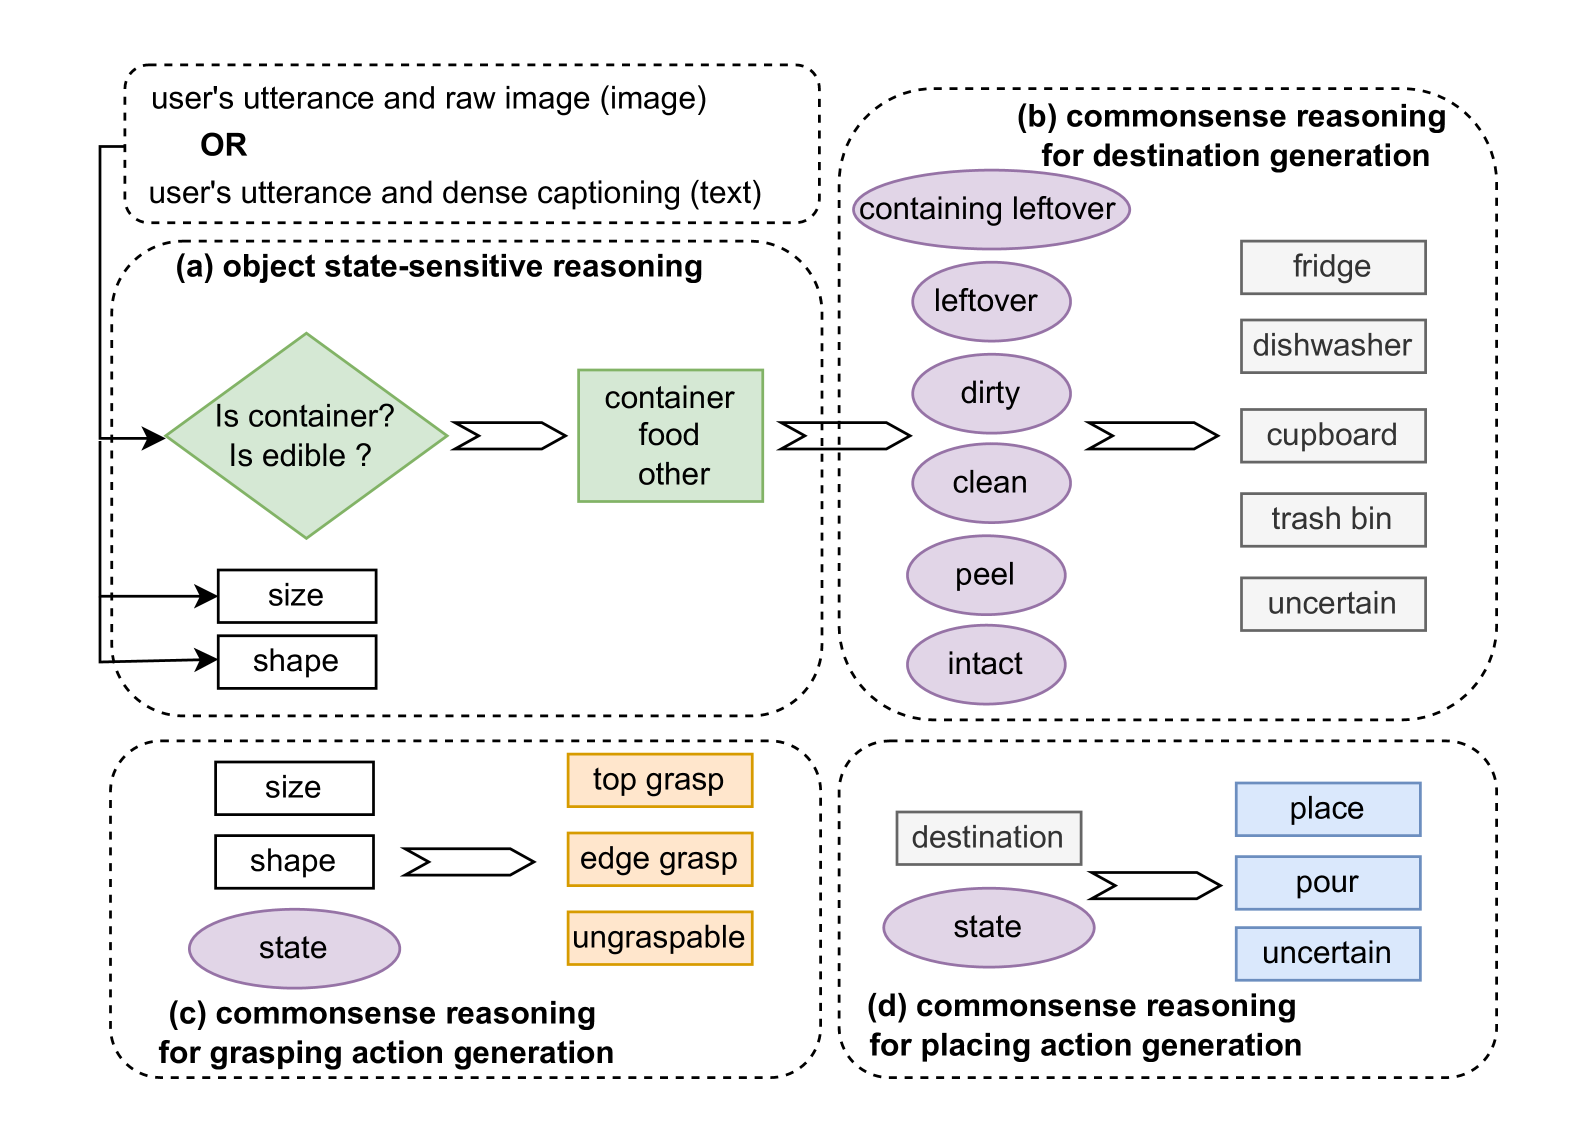 user's utterance and raw image (image)
OR
user's utterance and dense captioning (text)
(a) object state-sensitive reasoning
Is container?
Is edible ?
container
food
other
size
shape
(b) commonsense reasoning
for destination generation
containing leftover
leftover
dirty
clean
peel
intact
fridge
dishwasher
cupboard
trash bin
uncertain
size
shape
state
top grasp
edge grasp
ungraspable
(c) commonsense reasoning
for grasping action generation
destination
state
place
pour
uncertain
(d) commonsense reasoning
for placing action generation